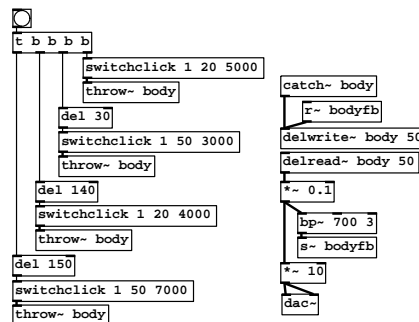 t b b b b
switchclick 1 20 5000
throw~ body
del 30
switchclick 1 50 3000
throw~ body
del 140
switchclick 1 20 4000
throw~ body
del 150
switchclick 1 50 7000
throw~ body
catch~ body
r~ bodyfb
delwrite~ body 50
delread~ body 50
*~ 0.1
bp~ 700 3
s~ bodyfb
*~ 10
dac~